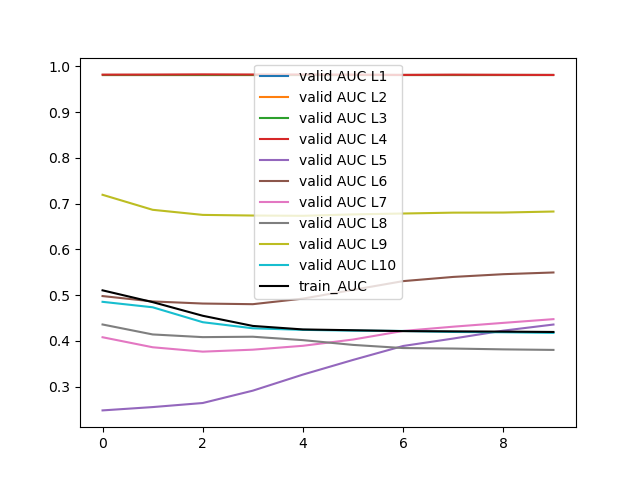 1.0
0.9
0.8
0.7
0.6
0.5
0.4
0.3
0 2 4 6 8
valid AUC L1
valid AUC L2
valid AUC L3
valid AUC L4
valid AUC L5
valid AUC L6
valid AUC L7
valid AUC L8
valid AUC L9
valid AUC L10
train_AUC